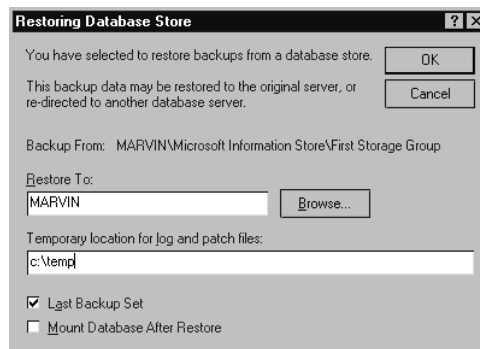 Restoring Database Store
You have selected to restore backups from a database store.
OK
This backup data may be restored to the original server, or
re-directed to another database server.
Cancel
Backup From: MARVIN\Microsoft Information Store\First Storage Group
Restore To:
MARVIN
Browse...
Temporary location for log and patch files:
c:\temp
Last Backup Set
Mount Database After Restore